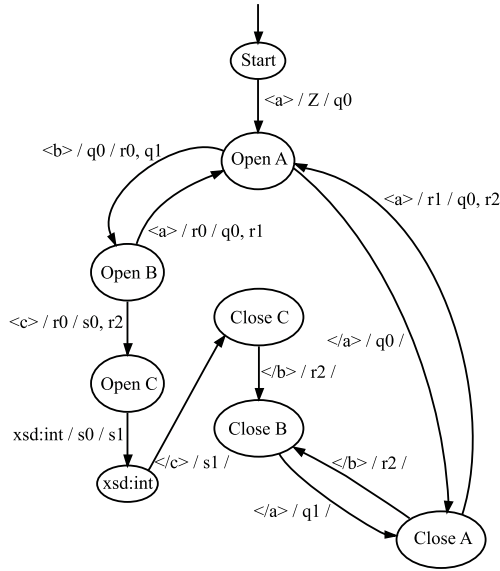 Start
<a> / Z / q0
<b> / q0 / r0, q1
Open A
<a> / r1 / q0, r2
<a> / r0 / q0, r1
Open B
<c> / r0 / s0, r2
Close C
</a> / q0 /
</b> / r2 /
Open C
Close B
xsd:int / s0 / s1
</c> / s1 /
</b> / r2 /
xsd:int
</a> / q1 /
Close A